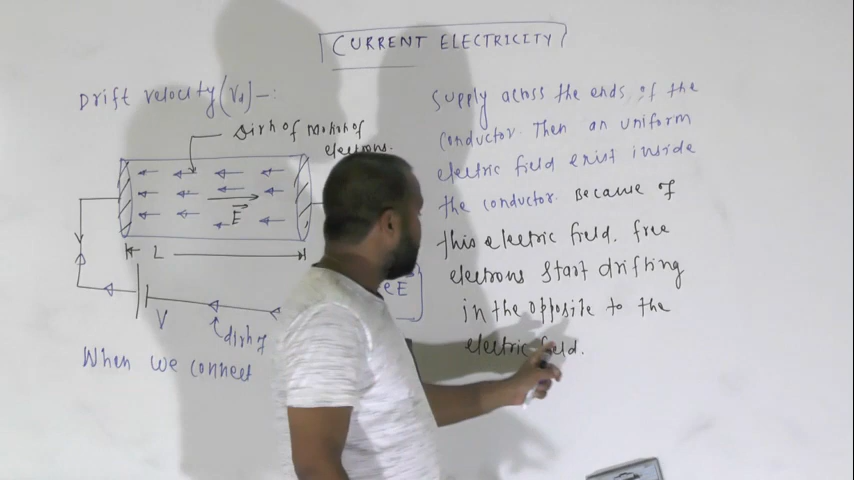 CURRENT ELECTRICITY
Drift velocity (Vd) -:
Dirn of Motion of
electrons.
E
L
V
dirn of
eE
When we connect
Supply across the ends of the
conductor. Then an uniform
electric field exist inside
the conductor. Because of
this electric field. free
electrons start drifting
in the opposite to the
electric field.